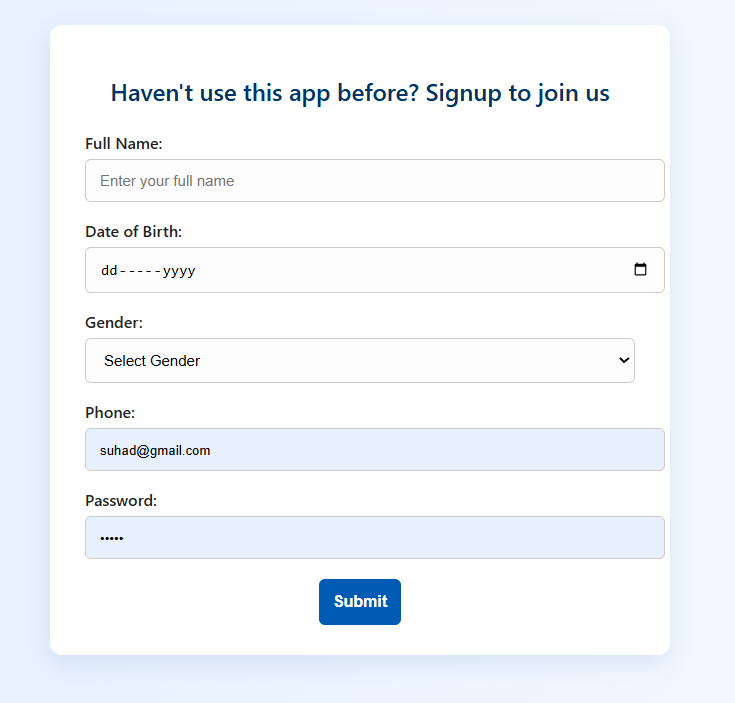 Haven't use this app before? Signup to join us
Full Name:
Enter your full name
Date of Birth:
dd-----yyyy
Gender:
Select Gender
Phone:
suhad@gmail.com
Password:
•••••
Submit